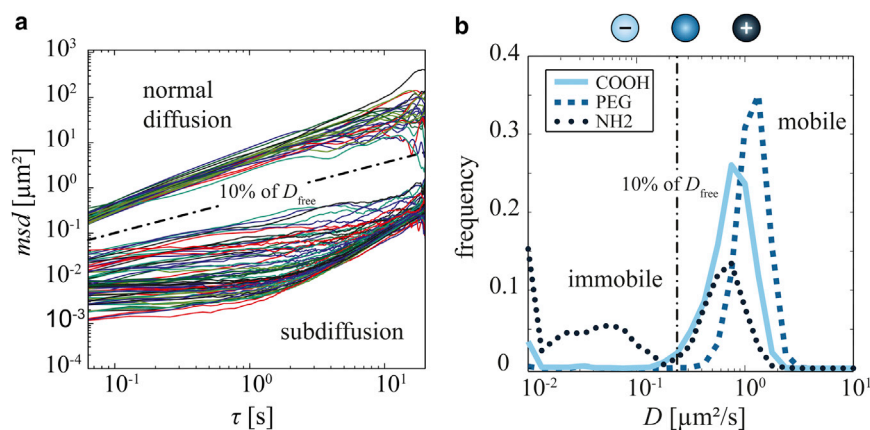 a
10³
10²
10¹
10⁰
10⁻¹
10⁻²
10⁻³
10⁻⁴
msd [µm²]
normal
diffusion
10% of D_free
subdiffusion
10⁻¹ 10⁰ 10¹
τ [s]
b
− +
0.4
0.3
0.2
0.1
0
frequency
COOH
PEG
NH2
mobile
10% of D_free
immobile
10⁻² 10⁻¹ 10⁰ 10¹
D [µm²/s]